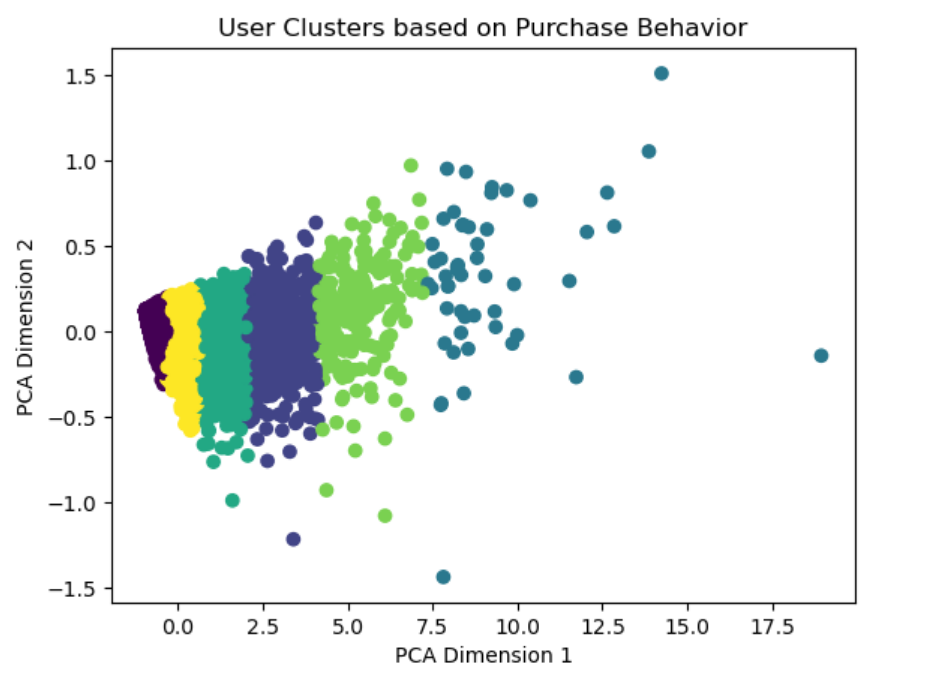 User Clusters based on Purchase Behavior
1.5
1.0
0.5
0.0
−0.5
−1.0
−1.5
PCA Dimension 2
0.0 2.5 5.0 7.5 10.0 12.5 15.0 17.5
PCA Dimension 1